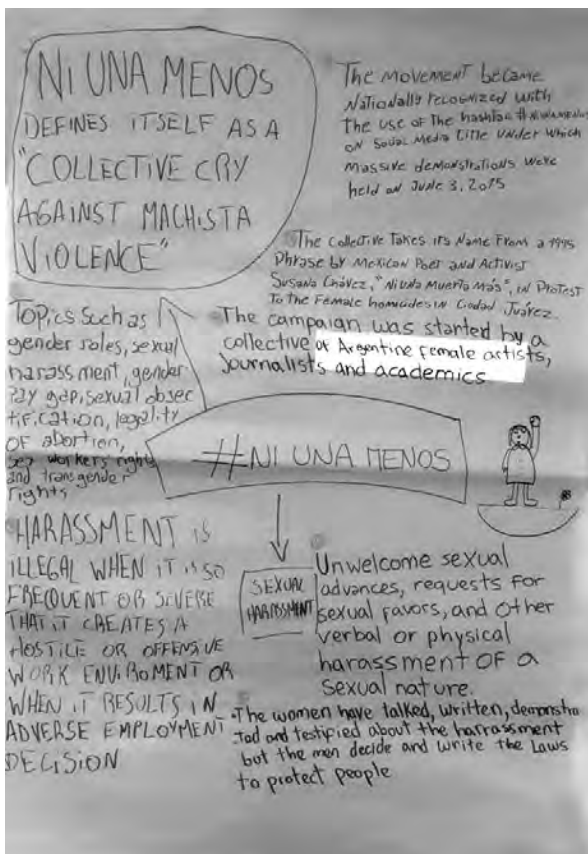 NI UNA MENOS
DEFINES ITSELF AS A
"COLLECTIVE CRY
AGAINST MACHISTA
VIOLENCE"
The MOVEMENT became
Nationally recognized with
the use of the hashtag #NIUNAMENOS
on Social Media title under which
massive demonstrations were
held on JUNE 3, 2015
The Collective Takes its Name From a 1995
Phrase by Mexican Poet and Activist
Susana Chávez, "Ni Una Muerta Más", in Protest
To the Female homicides in Ciudad Juárez.
The campaign was started by a
collective of Argentine female artists,
journalists and academics
Topics such as
gender roles, sexual
harassment, gender
pay gap, sexual objec
tification, legality
OF abortion,
sex workers rights
and transgender
rights
#NI UNA MENOS
HARASSMENT is
ILLEGAL WHEN IT IS SO
FREQUENT OR SEVERE
THAT IT CREATES A
HOSTILE OR OFFENSIVE
WORK ENVIROMENT OR
WHEN IT RESULTS IN
ADVERSE EMPLOYMENT
DECISION
SEXUAL
HARASSMENT
Unwelcome sexual
advances, requests for
sexual favors, and other
verbal or physical
harassment OF a
sexual nature.
The women have talked, written, demonstra
ted and testified about the harrassment
but the men decide and write the Laws
to protect people